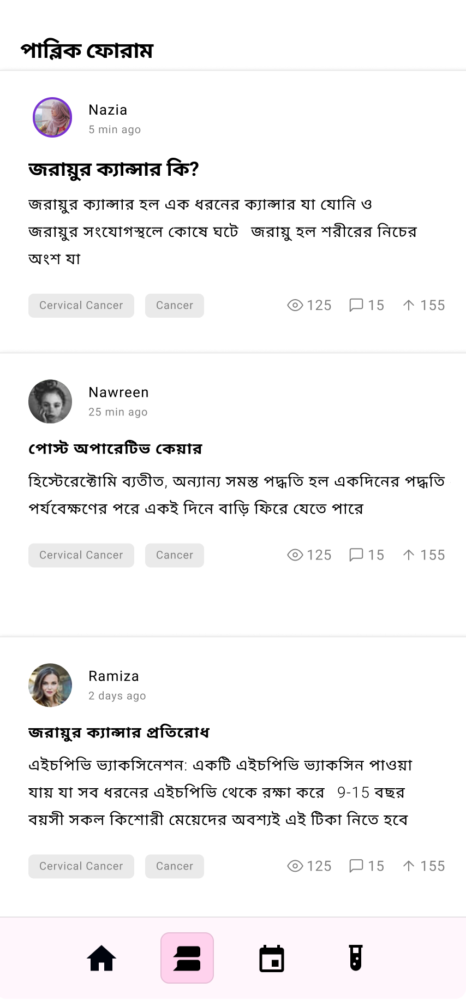 পাব্লিক ফোরাম
Nazia
5 min ago
জরায়ুর ক্যান্সার কি?
জরায়ুর ক্যান্সার হল এক ধরনের ক্যান্সার যা যোনি ও
জরায়ুর সংযোগস্থলে কোষে ঘটে জরায়ু হল শরীরের নিচের
অংশ যা
Cervical Cancer Cancer 125 15 155
Nawreen
25 min ago
পোস্ট অপারেটিভ কেয়ার
হিস্টেরেক্টোমি ব্যতীত, অন্যান্য সমস্ত পদ্ধতি হল একদিনের পদ্ধতি
পর্যবেক্ষণের পরে একই দিনে বাড়ি ফিরে যেতে পারে
Cervical Cancer Cancer 125 15 155
Ramiza
2 days ago
জরায়ুর ক্যান্সার প্রতিরোধ
এইচপিভি ভ্যাকসিনেশন: একটি এইচপিভি ভ্যাকসিন পাওয়া
যায় যা সব ধরনের এইচপিভি থেকে রক্ষা করে 9-15 বছর
বয়সী সকল কিশোরী মেয়েদের অবশ্যই এই টিকা নিতে হবে
Cervical Cancer Cancer 125 15 155